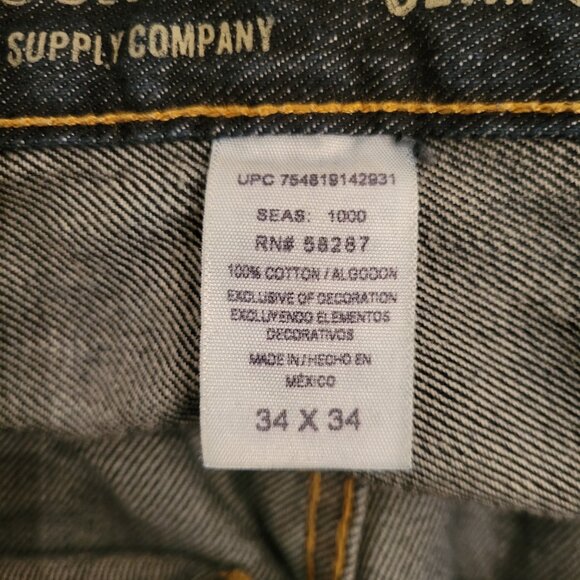 SUPPLY COMPANY
UPC 754819142931
SEAS: 1000
RN# 58287
100% COTTON / ALGODON
EXCLUSIVE OF DECORATION
EXCLUYENDO ELEMENTOS
DECORATIVOS
MADE IN / HECHO EN
MÉXICO
34 X 34